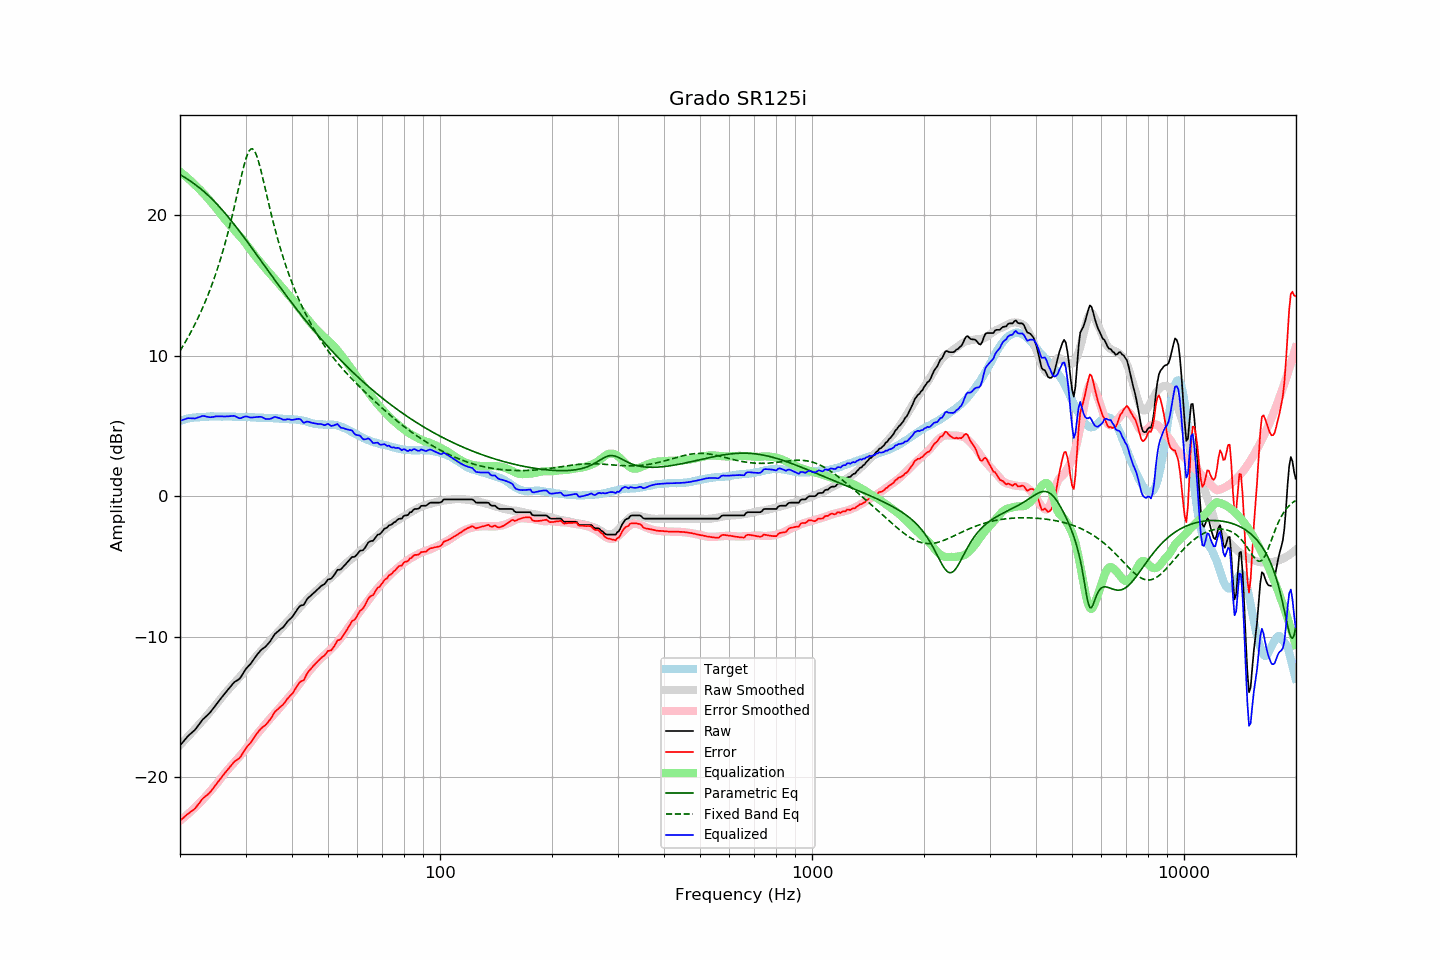 Grado SR125i
Amplitude (dBr)
20
10
0
−10
−20
100
1000
10000
Frequency (Hz)
Target
Raw Smoothed
Error Smoothed
Raw
Error
Equalization
Parametric Eq
Fixed Band Eq
Equalized